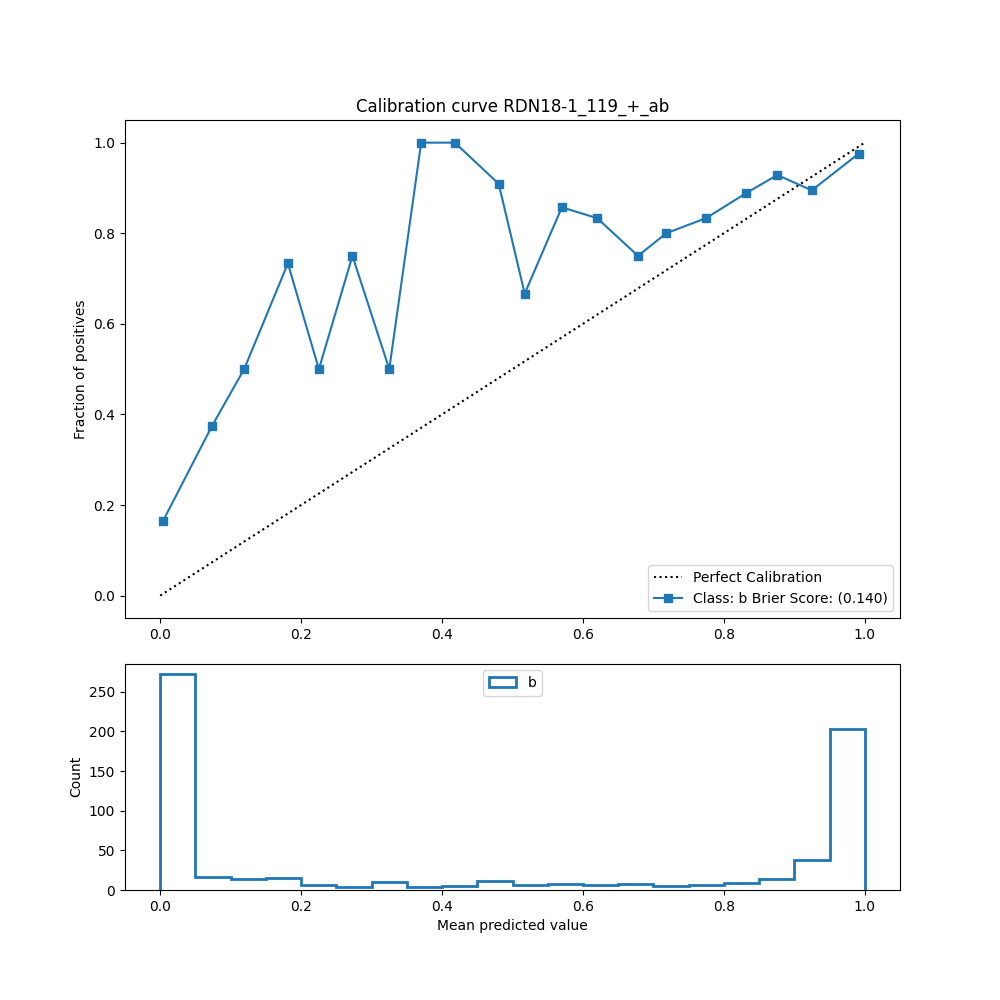 Calibration curve RDN18-1_119_+_ab
1.0
0.8
0.6
0.4
0.2
0.0
Fraction of positives
Perfect Calibration
Class: b Brier Score: (0.140)
0.0 0.2 0.4 0.6 0.8 1.0
b
250
200
150
100
50
0
Count
0.0 0.2 0.4 0.6 0.8 1.0
Mean predicted value